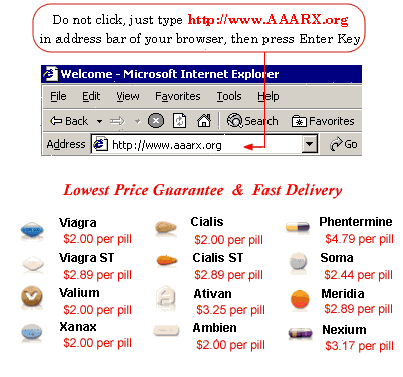 Do not click, just type http://www.AAARX.org
in address bar of your browser, then press Enter Key
Welcome - Microsoft Internet Explorer
File Edit View Favorites Tools Help
Back Search Favorites
Address http://www.aaarx.org Go
Lowest Price Guarantee & Fast Delivery
Viagra Cialis Phentermine
$2.00 per pill $2.00 per pill $4.79 per pill
Viagra ST Cialis ST Soma
$2.89 per pill $2.89 per pill $2.44 per pill
Valium Ativan Meridia
$2.00 per pill $3.25 per pill $2.89 per pill
Xanax Ambien Nexium
$2.00 per pill $2.00 per pill $3.17 per pill